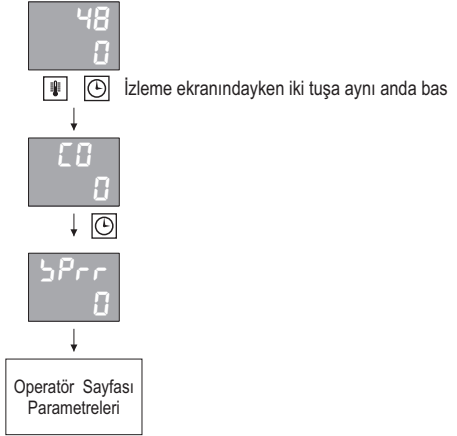 48
0
İzleme ekranındayken iki tuşa aynı anda bas
C0
0
SPrr
0
Operatör Sayfası
Parametreleri